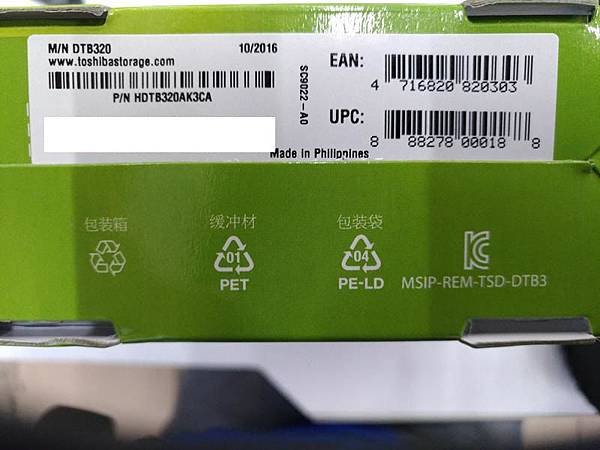 M/N DTB320
10/2016
www.toshibastorage.com
P/N HDTB320AK3CA
SC9022-A0
EAN:
4 716820 820303
UPC:
8 88278 00018 8
Made in Philippines
包装箱
缓冲材
01
PET
包装袋
04
PE-LD
MSIP-REM-TSD-DTB3